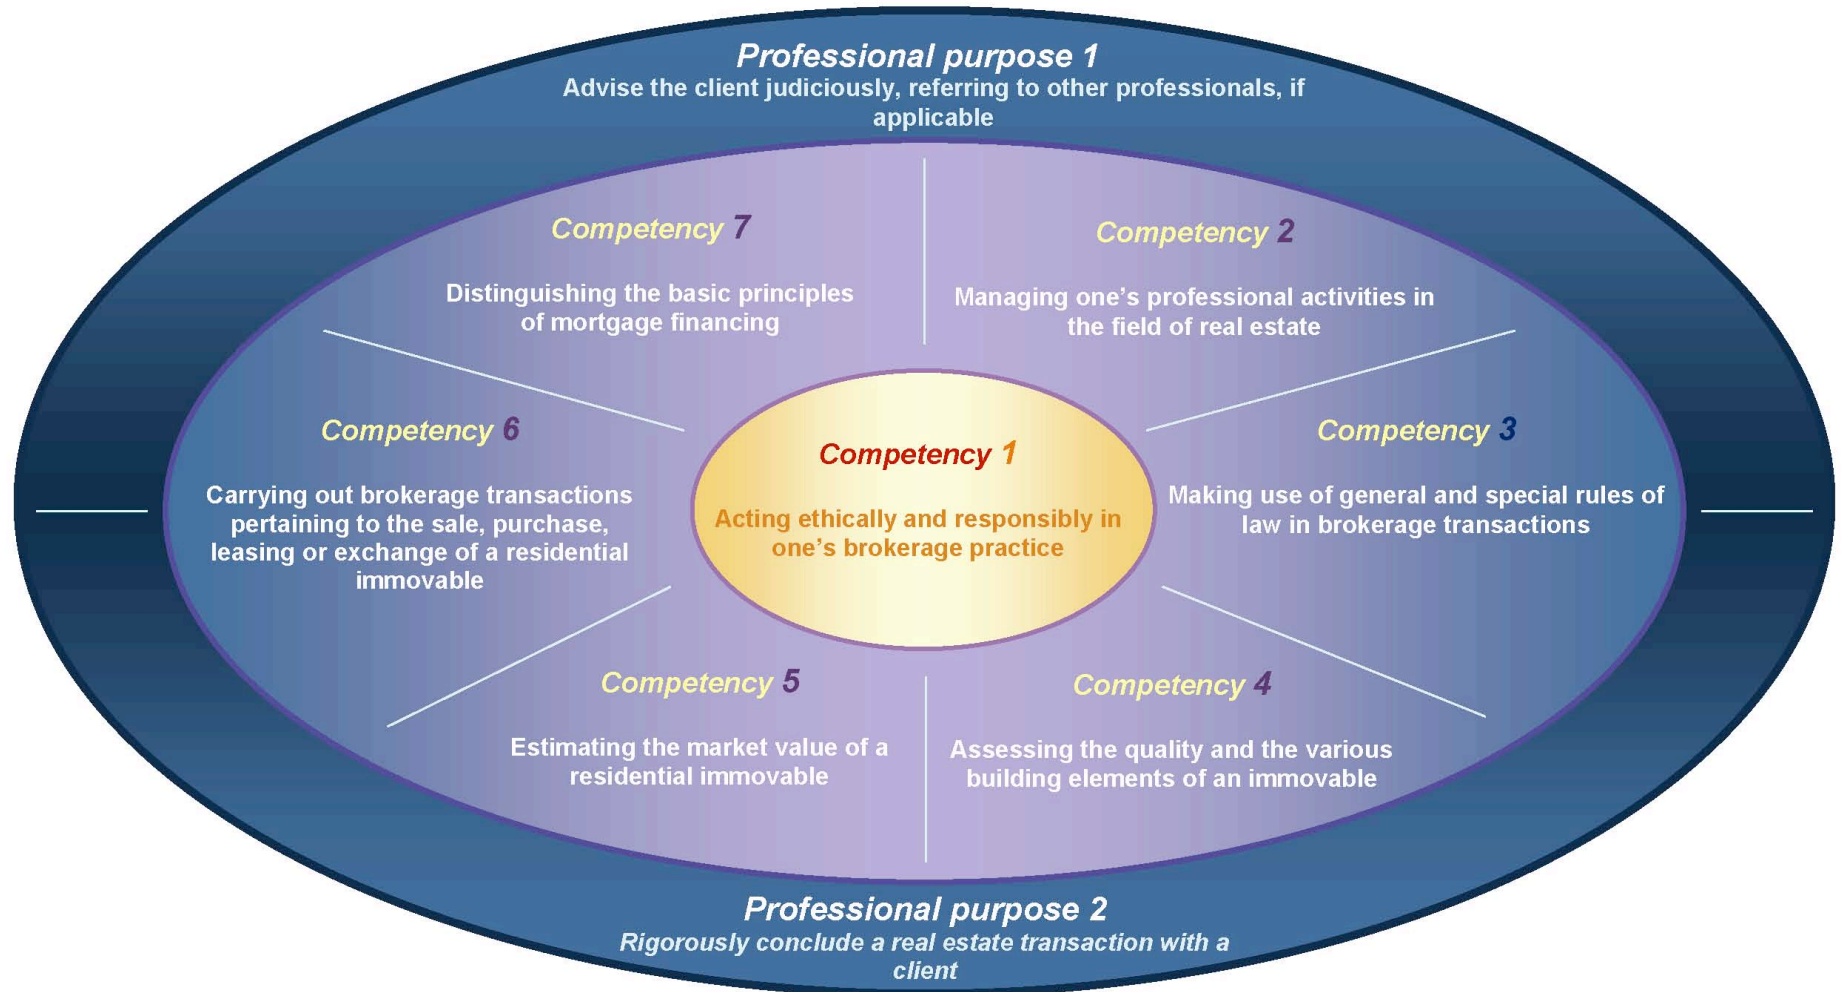 Professional purpose 1
Advise the client judiciously, referring to other professionals, if
applicable
Competency 7
Distinguishing the basic principles
of mortgage financing
Competency 2
Managing one's professional activities in
the field of real estate
Competency 6
Carrying out brokerage transactions
pertaining to the sale, purchase,
leasing or exchange of a residential
immovable
Competency 1
Acting ethically and responsibly in
one's brokerage practice
Competency 3
Making use of general and special rules of
law in brokerage transactions
Competency 5
Estimating the market value of a
residential immovable
Competency 4
Assessing the quality and the various
building elements of an immovable
Professional purpose 2
Rigorously conclude a real estate transaction with a
client